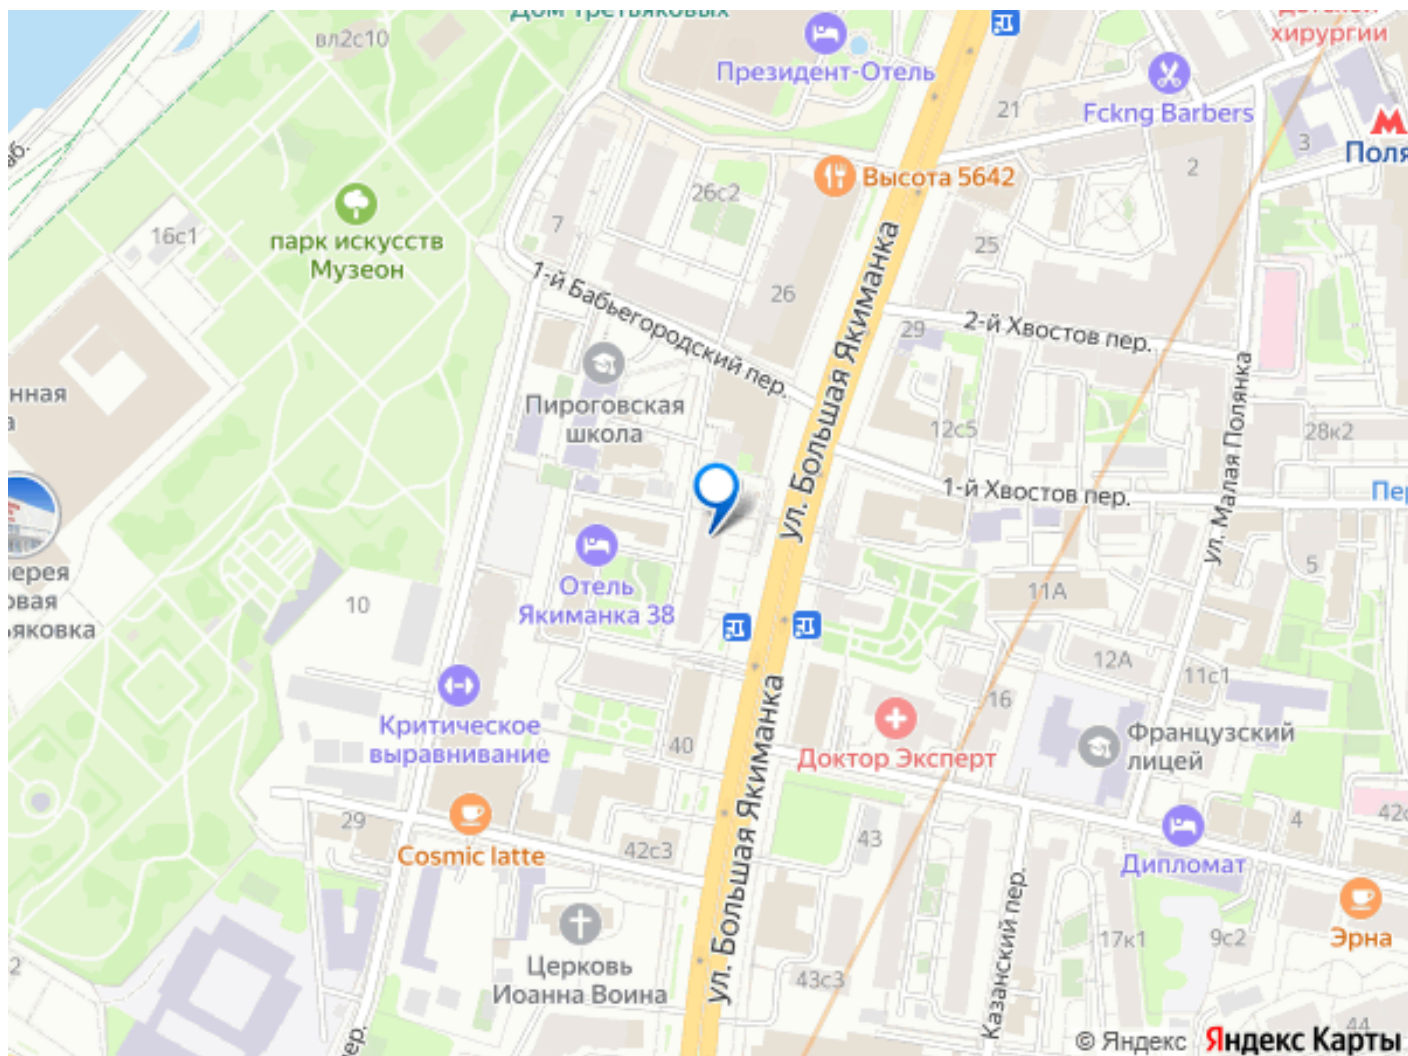 Дом Третьяковых
вл2с10
хирургии
Президент-Отель
Fckng Barbers
21
3
2
Высота 5642
26с2
7
16с1
парк искусств
Музеон
25
1-й Бабьегородский пер.
26
ул. Большая Якиманка
2-й Хвостов пер.
29
Пироговская
школа
12с5
28к2
ул. Малая Полянка
1-й Хвостов пер.
Отель
Якиманка 38
10
11А
5
12А
11с1
16
Критическое
выравнивание
40
Доктор Эксперт
Французский
лицей
ул. Большая Якиманка
29
Cosmic latte
42с3
43
4
Дипломат
Церковь
Иоанна Воина
43с3
Казанский пер.
17к1
9с2
Эрна
44
пер.
© Яндекс Яндекс Карты